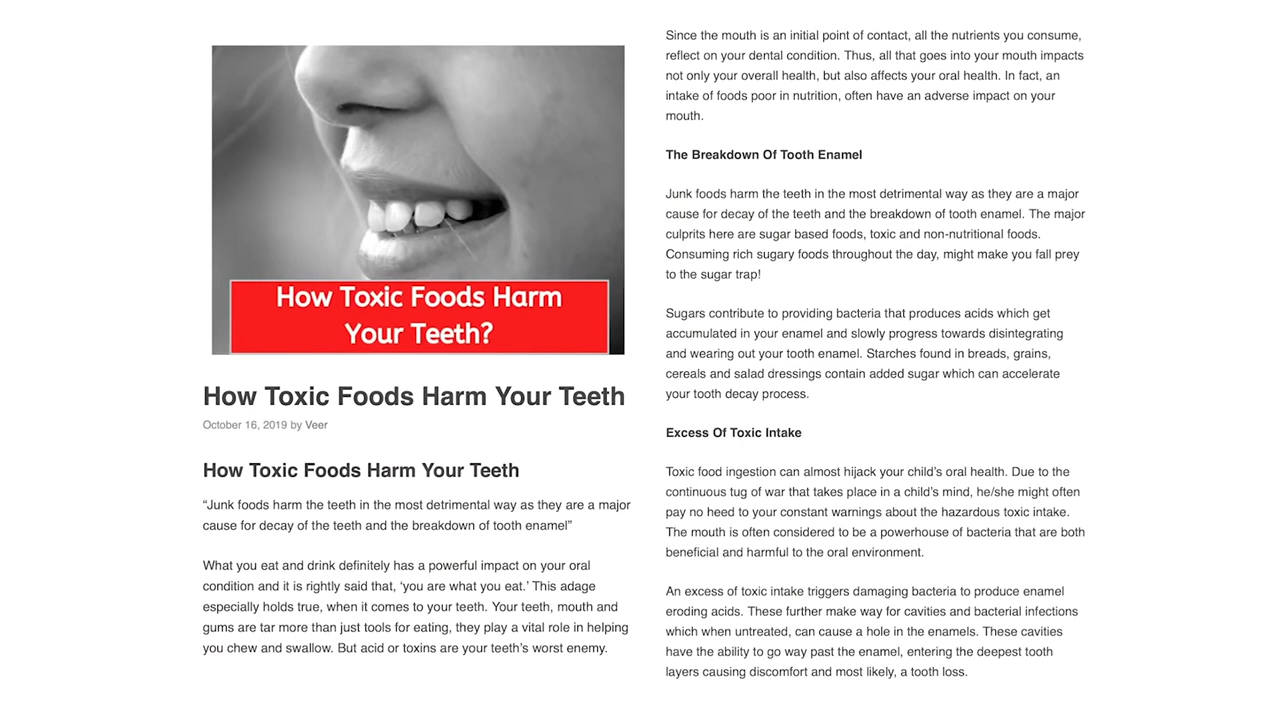 How Toxic Foods Harm
Your Teeth?
How Toxic Foods Harm Your Teeth
October 16, 2019 by Veer
How Toxic Foods Harm Your Teeth
“Junk foods harm the teeth in the most detrimental way as they are a major
cause for decay of the teeth and the breakdown of tooth enamel”
What you eat and drink definitely has a powerful impact on your oral
condition and it is rightly said that, ‘you are what you eat.’ This adage
especially holds true, when it comes to your teeth. Your teeth, mouth and
gums are tar more than just tools for eating, they play a vital role in helping
you chew and swallow. But acid or toxins are your teeth’s worst enemy.
Since the mouth is an initial point of contact, all the nutrients you consume,
reflect on your dental condition. Thus, all that goes into your mouth impacts
not only your overall health, but also affects your oral health. In fact, an
intake of foods poor in nutrition, often have an adverse impact on your
mouth.
The Breakdown Of Tooth Enamel
Junk foods harm the teeth in the most detrimental way as they are a major
cause for decay of the teeth and the breakdown of tooth enamel. The major
culprits here are sugar based foods, toxic and non-nutritional foods.
Consuming rich sugary foods throughout the day, might make you fall prey
to the sugar trap!
Sugars contribute to providing bacteria that produces acids which get
accumulated in your enamel and slowly progress towards disintegrating
and wearing out your tooth enamel. Starches found in breads, grains,
cereals and salad dressings contain added sugar which can accelerate
your tooth decay process.
Excess Of Toxic Intake
Toxic food ingestion can almost hijack your child’s oral health. Due to the
continuous tug of war that takes place in a child’s mind, he/she might often
pay no heed to your constant warnings about the hazardous toxic intake.
The mouth is often considered to be a powerhouse of bacteria that are both
beneficial and harmful to the oral environment.
An excess of toxic intake triggers damaging bacteria to produce enamel
eroding acids. These further make way for cavities and bacterial infections
which when untreated, can cause a hole in the enamels. These cavities
have the ability to go way past the enamel, entering the deepest tooth
layers causing discomfort and most likely, a tooth loss.